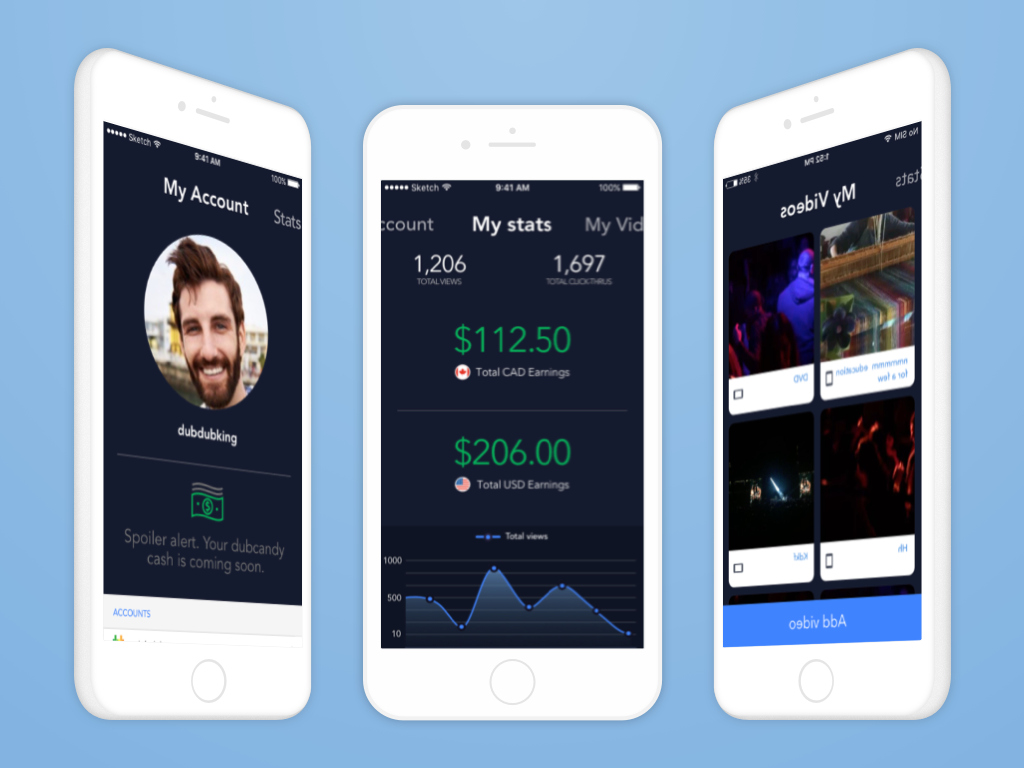 Sketch
9:41 AM
100%
My Account
Stats
dubdubking
Spoiler alert. Your dubcandy
cash is coming soon.
ACCOUNTS
Sketch
9:41 AM
100%
ccount
My stats
My Vid
1,206
TOTAL VIEWS
1,697
TOTAL CLICK-THRUS
$112.50
Total CAD Earnings
$206.00
Total USD Earnings
Total views
1000
500
10
No SIM
1:52 PM
36%
tats
My Videos
DVD
mmmmmm education
for a few
Kdkl
Hh
Add video